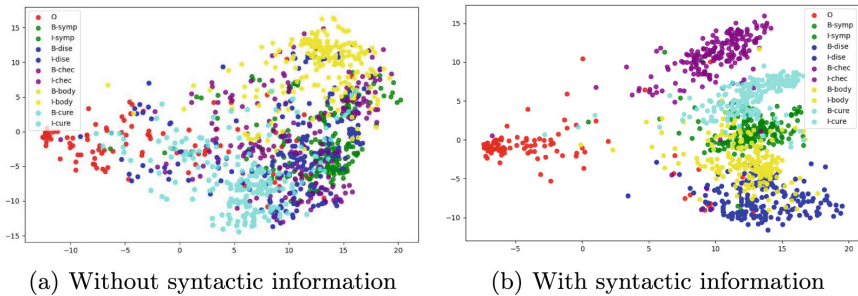 O
B-symp
I-symp
B-dise
I-dise
B-chec
I-chec
B-body
I-body
B-cure
I-cure
15
10
5
0
−5
−10
−15
−10
−5
0
5
10
15
20
(a) Without syntactic information
O
B-symp
I-symp
B-dise
I-dise
B-chec
I-chec
B-body
I-body
B-cure
I-cure
15
10
5
0
−5
−10
−5
0
5
10
15
20
(b) With syntactic information